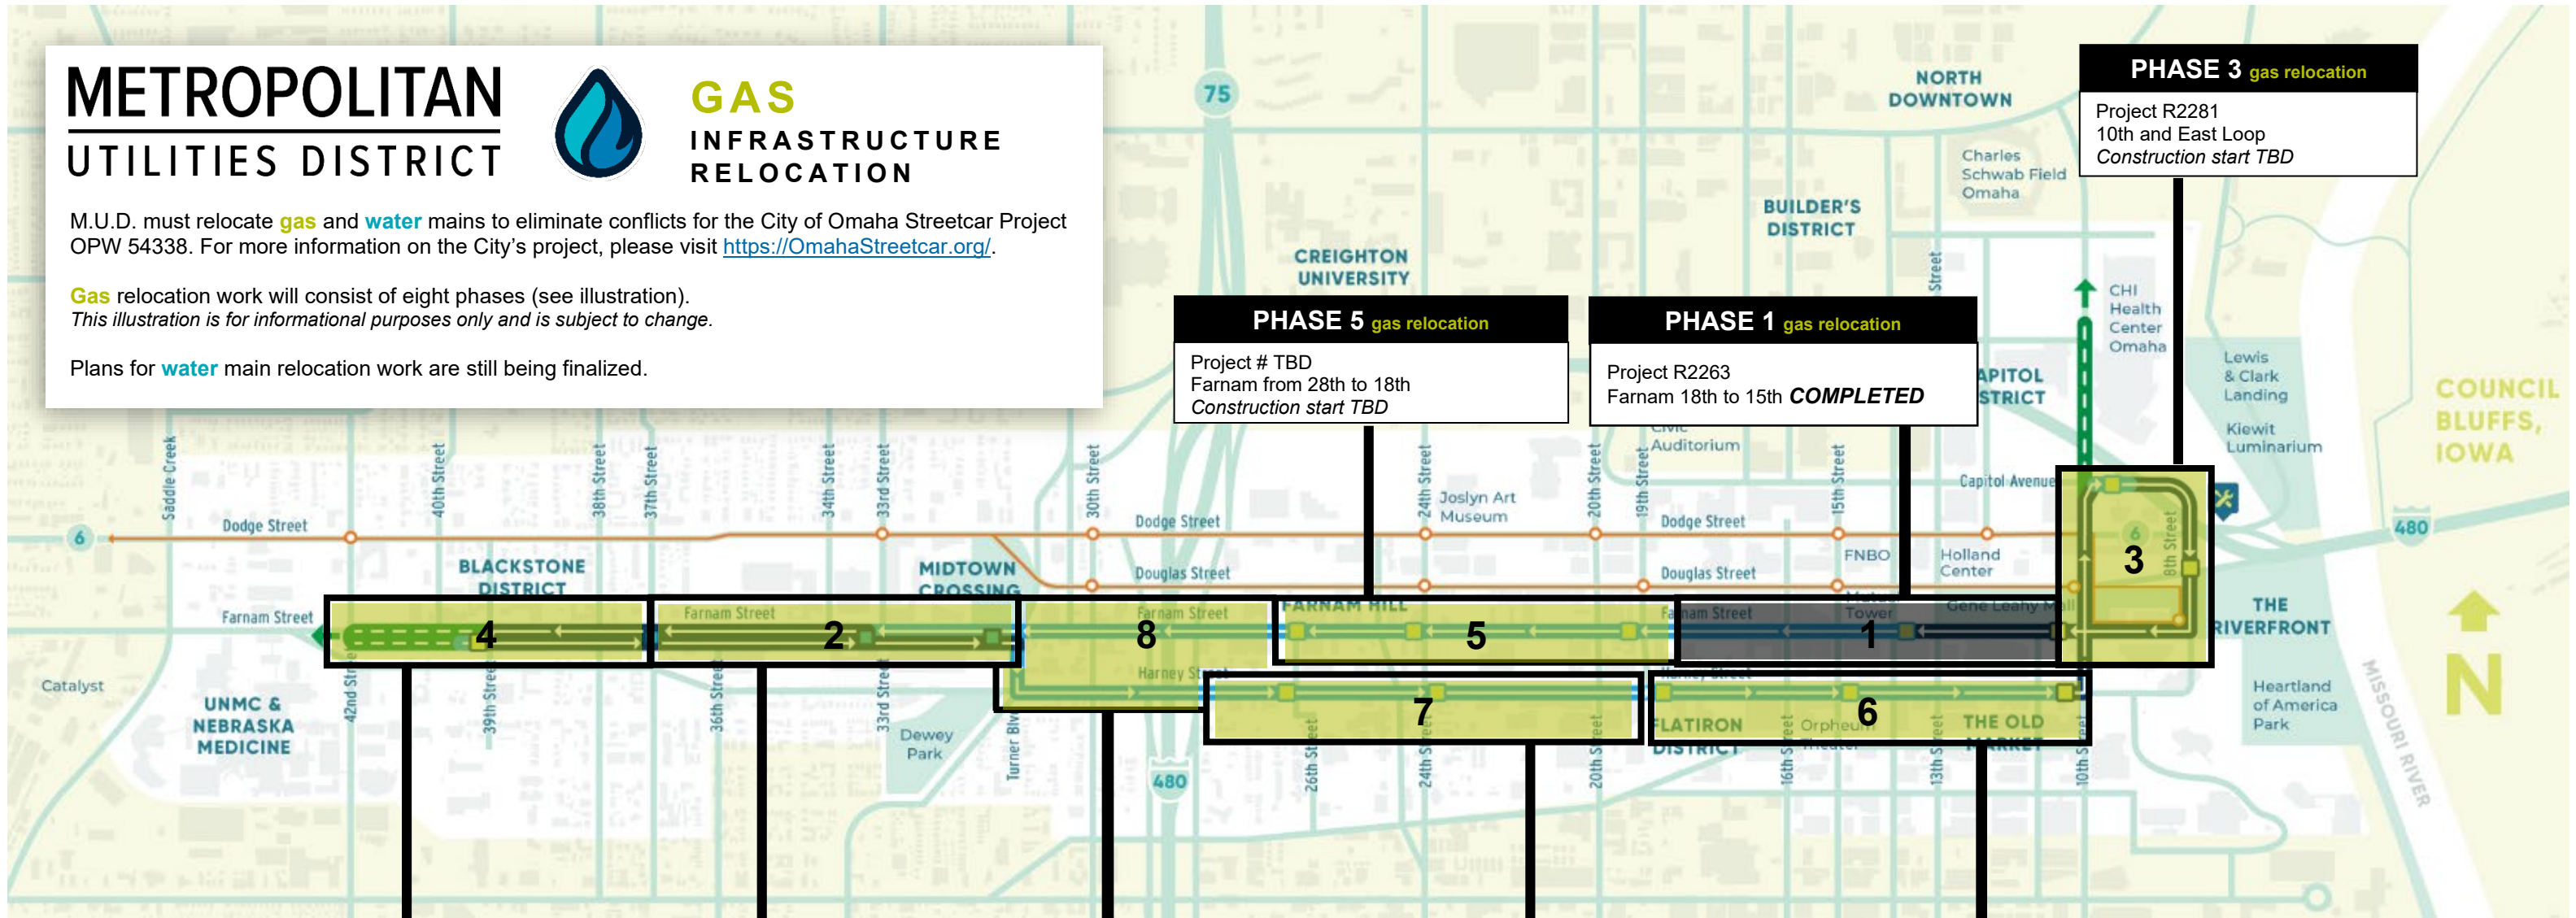 METROPOLITAN
UTILITIES DISTRICT
GAS
INFRASTRUCTURE
RELOCATION
M.U.D. must relocate gas and water mains to eliminate conflicts for the City of Omaha Streetcar Project
OPW 54338. For more information on the City's project, please visit https://OmahaStreetcar.org/.
Gas relocation work will consist of eight phases (see illustration).
This illustration is for informational purposes only and is subject to change.
Plans for water main relocation work are still being finalized.
75
NORTH
DOWNTOWN
PHASE 3 gas relocation
Project R2281
10th and East Loop
Construction start TBD
Charles
Schwab Field
Omaha
BUILDER'S
DISTRICT
CREIGHTON
UNIVERSITY
Street
CHI
Health
Center
Omaha
PHASE 5 gas relocation
Project # TBD
Farnam from 28th to 18th
Construction start TBD
PHASE 1 gas relocation
Project R2263
Farnam 18th to 15th COMPLETED
Lewis
& Clark
Landing
Kiewit
Luminarium
COUNCIL
BLUFFS,
IOWA
Auditorium
Saddle Creek
40th Street
38th Street
37th Street
34th Street
33rd Street
30th Street
24th Street
20th Street
19th Street
15th Street
Joslyn Art
Museum
Capitol Avenue
6
Dodge Street
Dodge Street
Dodge Street
6
480
8th Street
3
BLACKSTONE
DISTRICT
MIDTOWN
CROSSING
Douglas Street
Douglas Street
FNBO
Holland
Center
Farnam Street
Farnam Street
Farnam Street
FARNAM HILL
Farnam Street
Tower
Gene Leahy Mall
THE
RIVERFRONT
4
2
8
5
1
Harney Street
Catalyst
UNMC &
NEBRASKA
MEDICINE
42nd Street
39th Street
36th Street
33rd Street
Dewey
Park
Turner Blv
480
7
26th Street
24th Street
20th Street
FLATIRON
DISTRICT
16th Street
Orpheum
Theater
6
13th Street
THE OLD
MARKET
10th Street
Heartland
of America
Park
MISSOURI RIVER
N